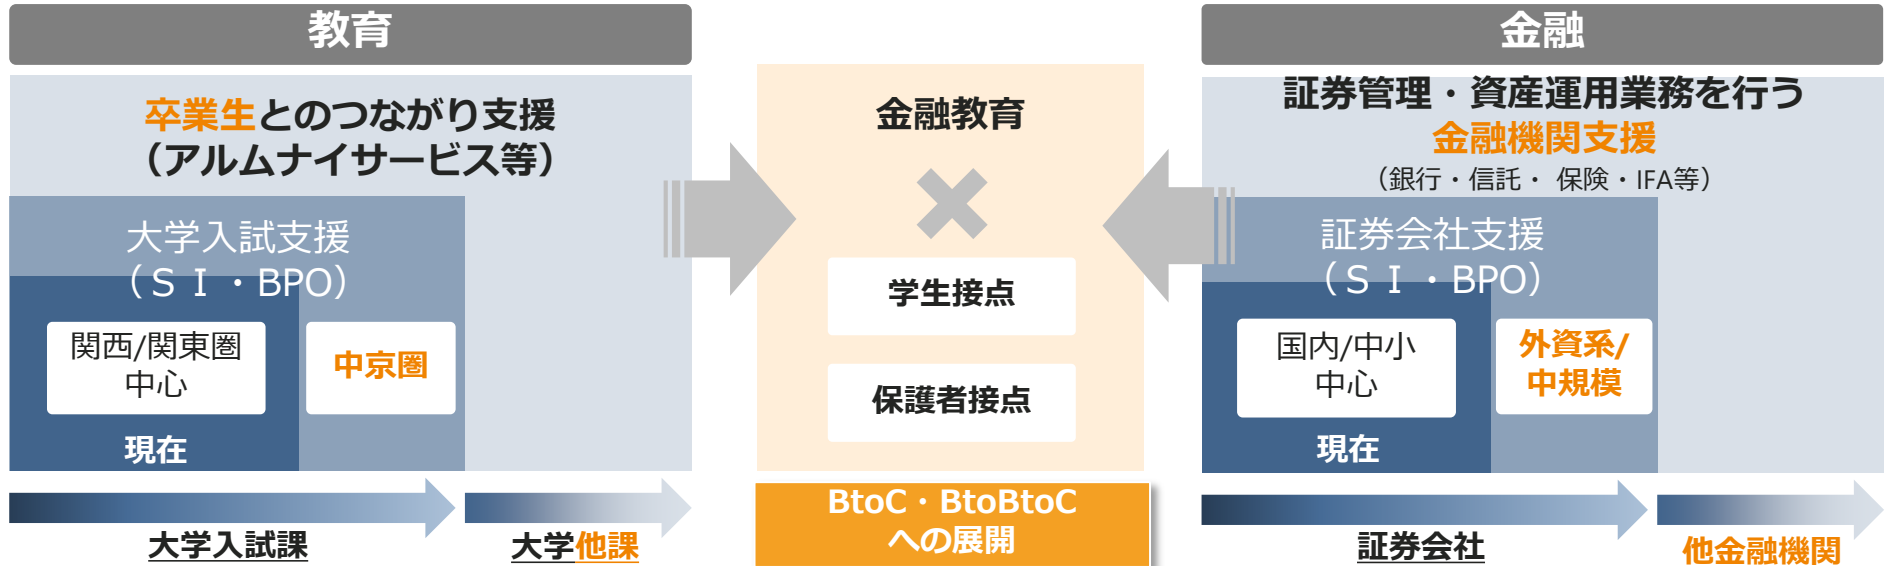 教育
卒業生とのつながり支援
（アルムナイサービス等）
大学入試支援
（ＳＩ・BPO）
関西/関東圏
中心
中京圏
現在
大学入試課
大学他課
金融教育
学生接点
保護者接点
BtoC・BtoBtoC
への展開
金融
証券管理・資産運用業務を行う
金融機関支援
（銀行・信託・ 保険・IFA等）
証券会社支援
（ＳＩ・BPO）
国内/中小
中心
外資系/
中規模
現在
証券会社
他金融機関